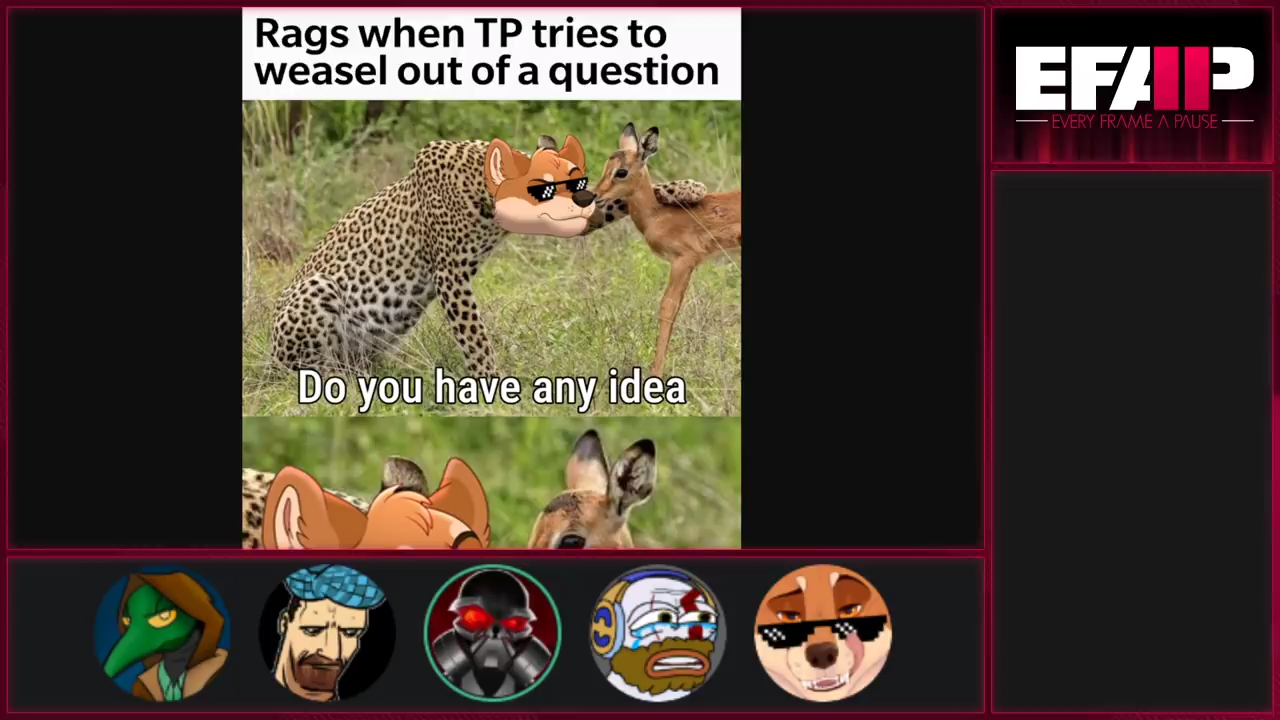 Rags when TP tries to
weasel out of a question
Do you have any idea
EFAP
EVERY FRAME A PAUSE